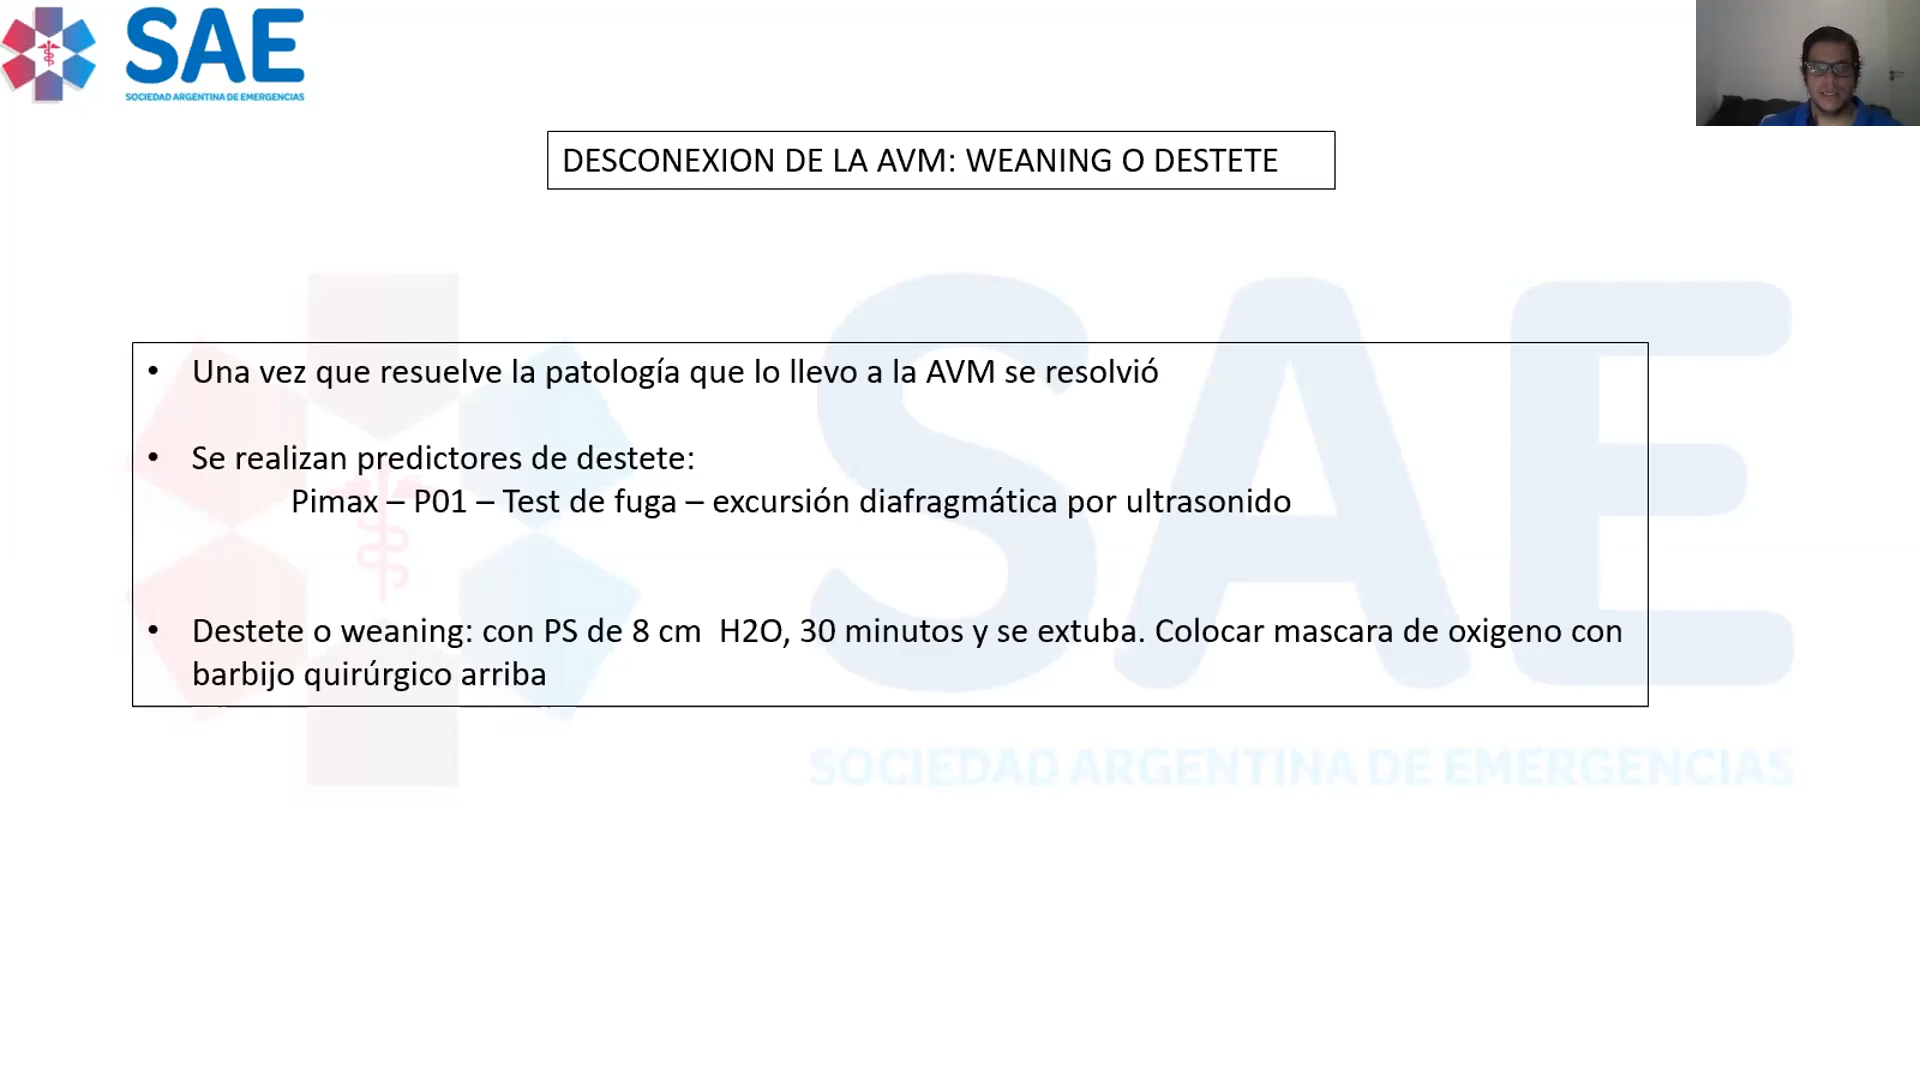 SAE
SOCIEDAD ARGENTINA DE EMERGENCIAS
DESCONEXION DE LA AVM: WEANING O DESTETE
• Una vez que resuelve la patología que lo llevo a la AVM se resolvió
• Se realizan predictores de destete:
Pimax – P01 – Test de fuga – excursión diafragmática por ultrasonido
• Destete o weaning: con PS de 8 cm  H2O, 30 minutos y se extuba. Colocar mascara de oxigeno con
barbijo quirúrgico arriba
SAE
SOCIEDAD ARGENTINA DE EMERGENCIAS